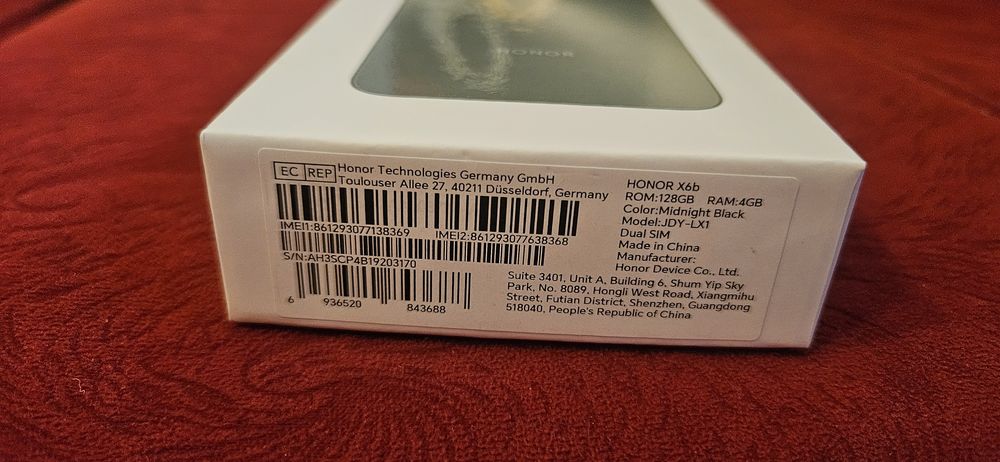 HONOR
EC REP Honor Technologies Germany GmbH
Toulouser Allee 27, 40211 Düsseldorf, Germany
IMEI1:861293077138369 IMEI2:861293077638368
S/N:AH3SCP4B19203170
6 936520 843688
HONOR X6b
ROM:128GB RAM:4GB
Color:Midnight Black
Model:JDY-LX1
Dual SIM
Made in China
Manufacturer:
Honor Device Co., Ltd.
Suite 3401, Unit A, Building 6, Shum Yip Sky
Park, No. 8089, Hongli West Road, Xiangmihu
Street, Futian District, Shenzhen, Guangdong
518040, People's Republic of China